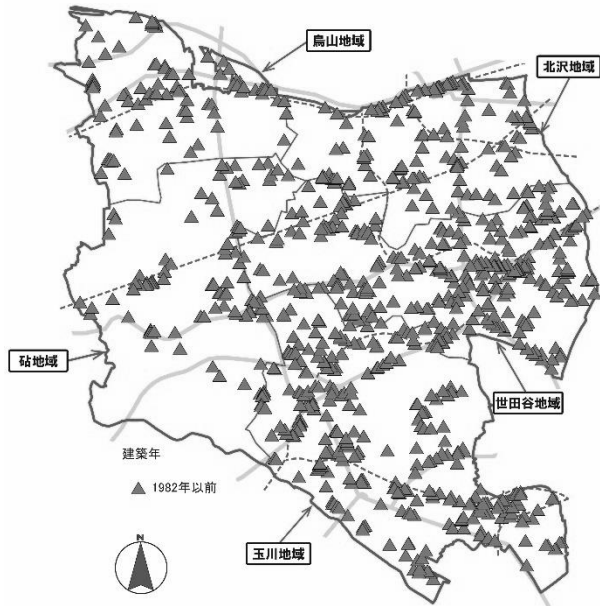 烏山地域
北沢地域
砧地域
世田谷地域
建築年
1982年以前
玉川地域
N